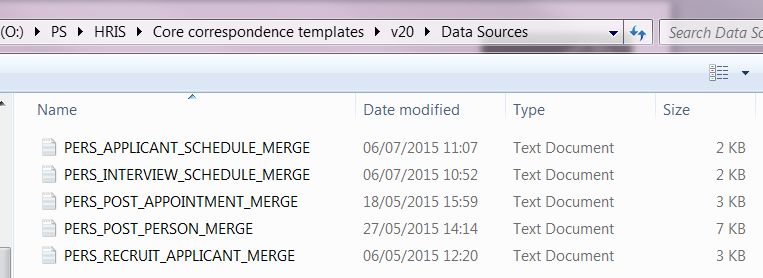 (O:) PS HRIS Core correspondence templates v20 Data Sources Search Data S
Name Date modified Type Size
PERS_APPLICANT_SCHEDULE_MERGE 06/07/2015 11:07 Text Document 2 KB
PERS_INTERVIEW_SCHEDULE_MERGE 06/07/2015 10:52 Text Document 2 KB
PERS_POST_APPOINTMENT_MERGE 18/05/2015 15:59 Text Document 3 KB
PERS_POST_PERSON_MERGE 27/05/2015 14:14 Text Document 7 KB
PERS_RECRUIT_APPLICANT_MERGE 06/05/2015 12:20 Text Document 3 KB